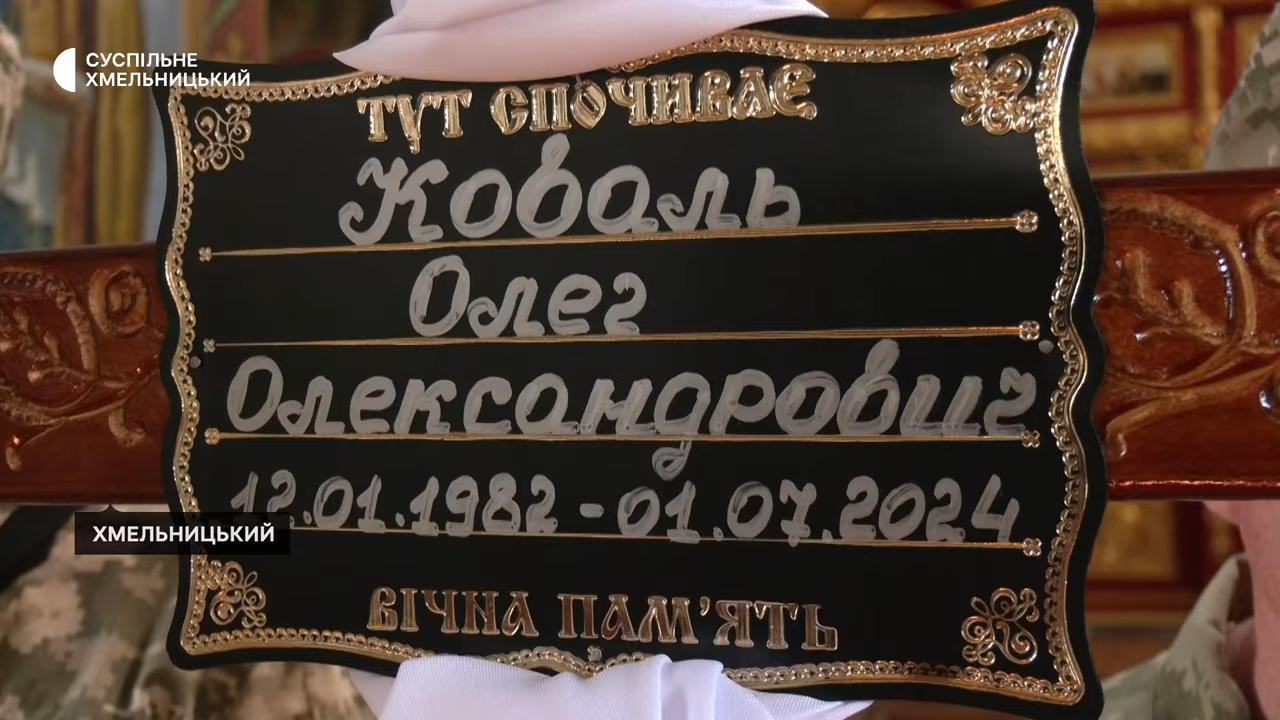 СУСПІЛЬНЕ
ХМЕЛЬНИЦЬКИЙ
ТУТ СПОЧИВАЄ
Коваль
Олег
Олександрович
12.01.1982 - 01.07.2024
ХМЕЛЬНИЦЬКИЙ
ВІЧНА ПАМ'ЯТЬ